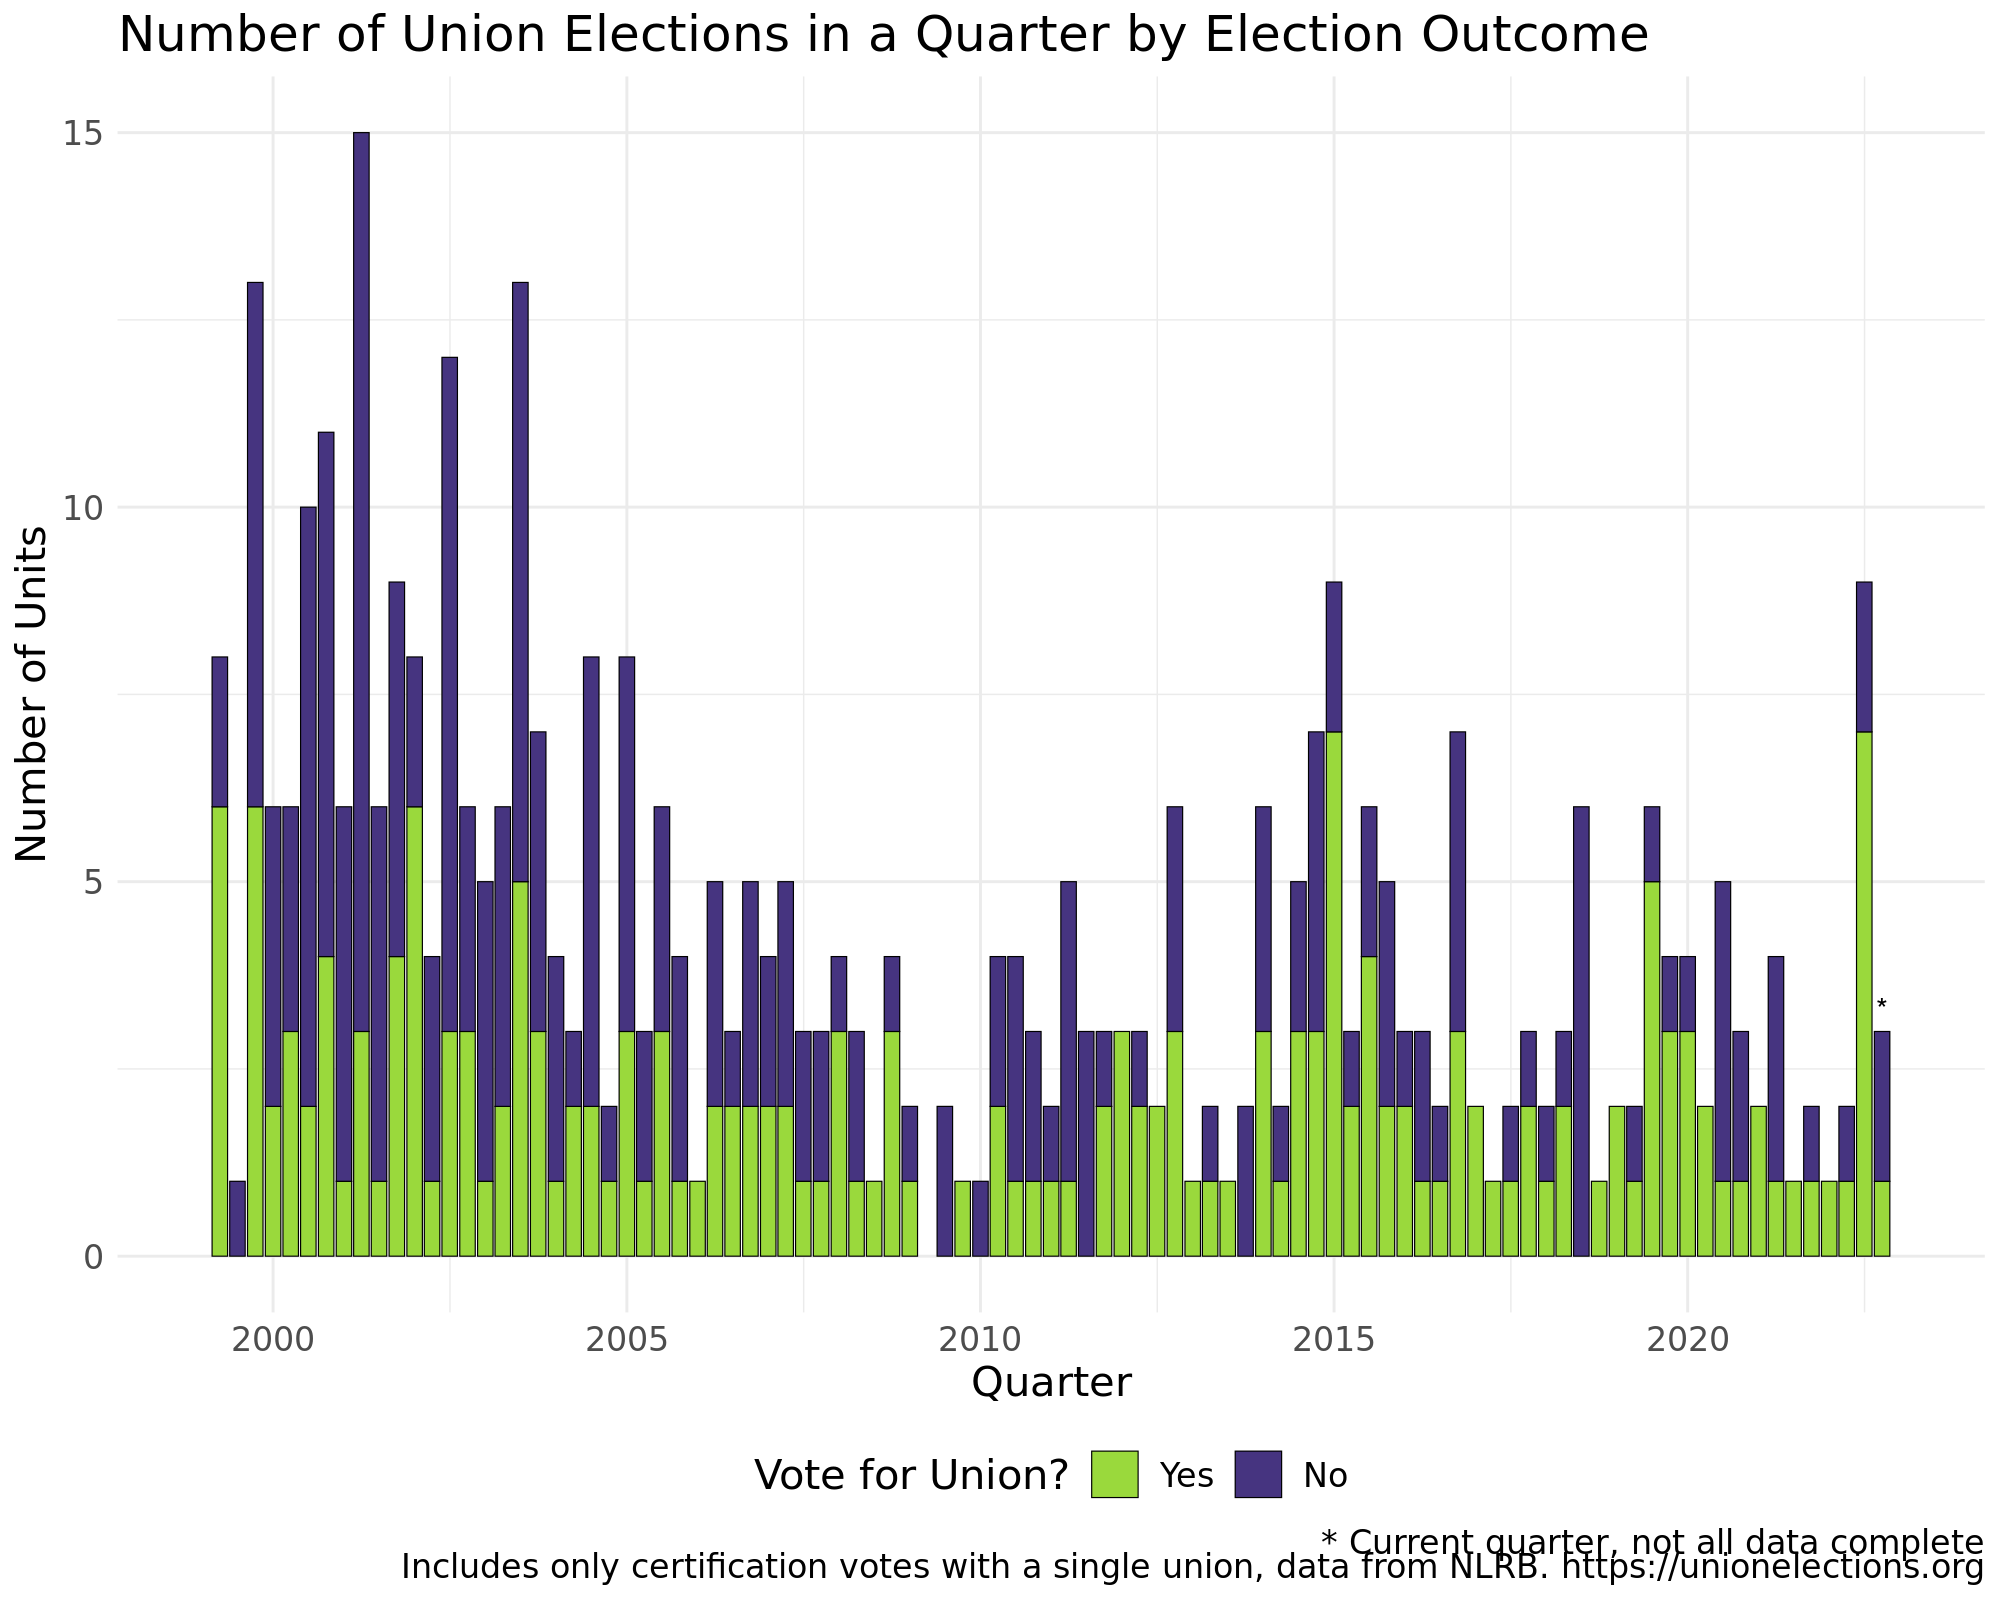 Number of Union Elections in a Quarter by Election Outcome
Number of Units
15
10
5
0
*
2000 2005 2010 2015 2020
Quarter
Vote for Union? Yes No
* Current quarter, not all data complete
Includes only certification votes with a single union, data from NLRB. https://unionelections.org